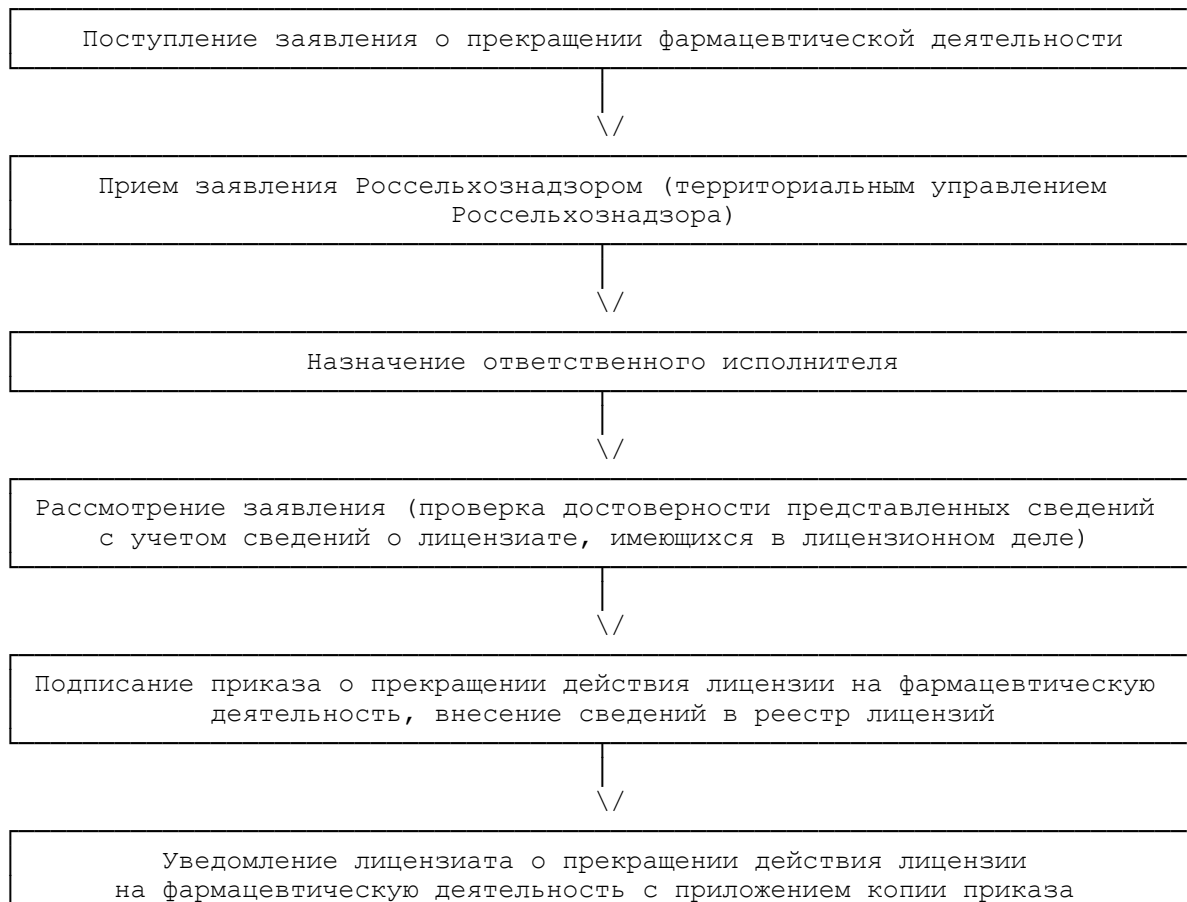 Поступление заявления о прекращении фармацевтической деятельности
Прием заявления Россельхознадзором (территориальным управлением
Россельхознадзора)
Назначение ответственного исполнителя
Рассмотрение заявления (проверка достоверности представленных сведений
с учетом сведений о лицензиате, имеющихся в лицензионном деле)
Подписание приказа о прекращении действия лицензии на фармацевтическую
деятельность, внесение сведений в реестр лицензий
Уведомление лицензиата о прекращении действия лицензии
на фармацевтическую деятельность с приложением копии приказа